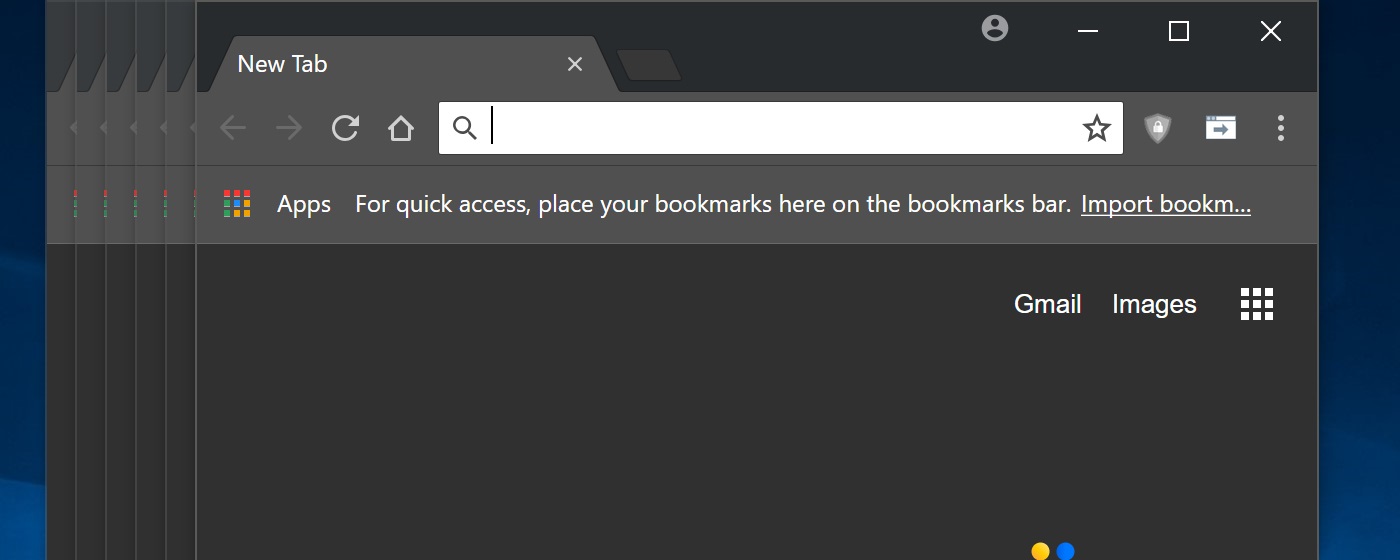 New Tab
Apps For quick access, place your bookmarks here on the bookmarks bar. Import bookm...
Gmail Images